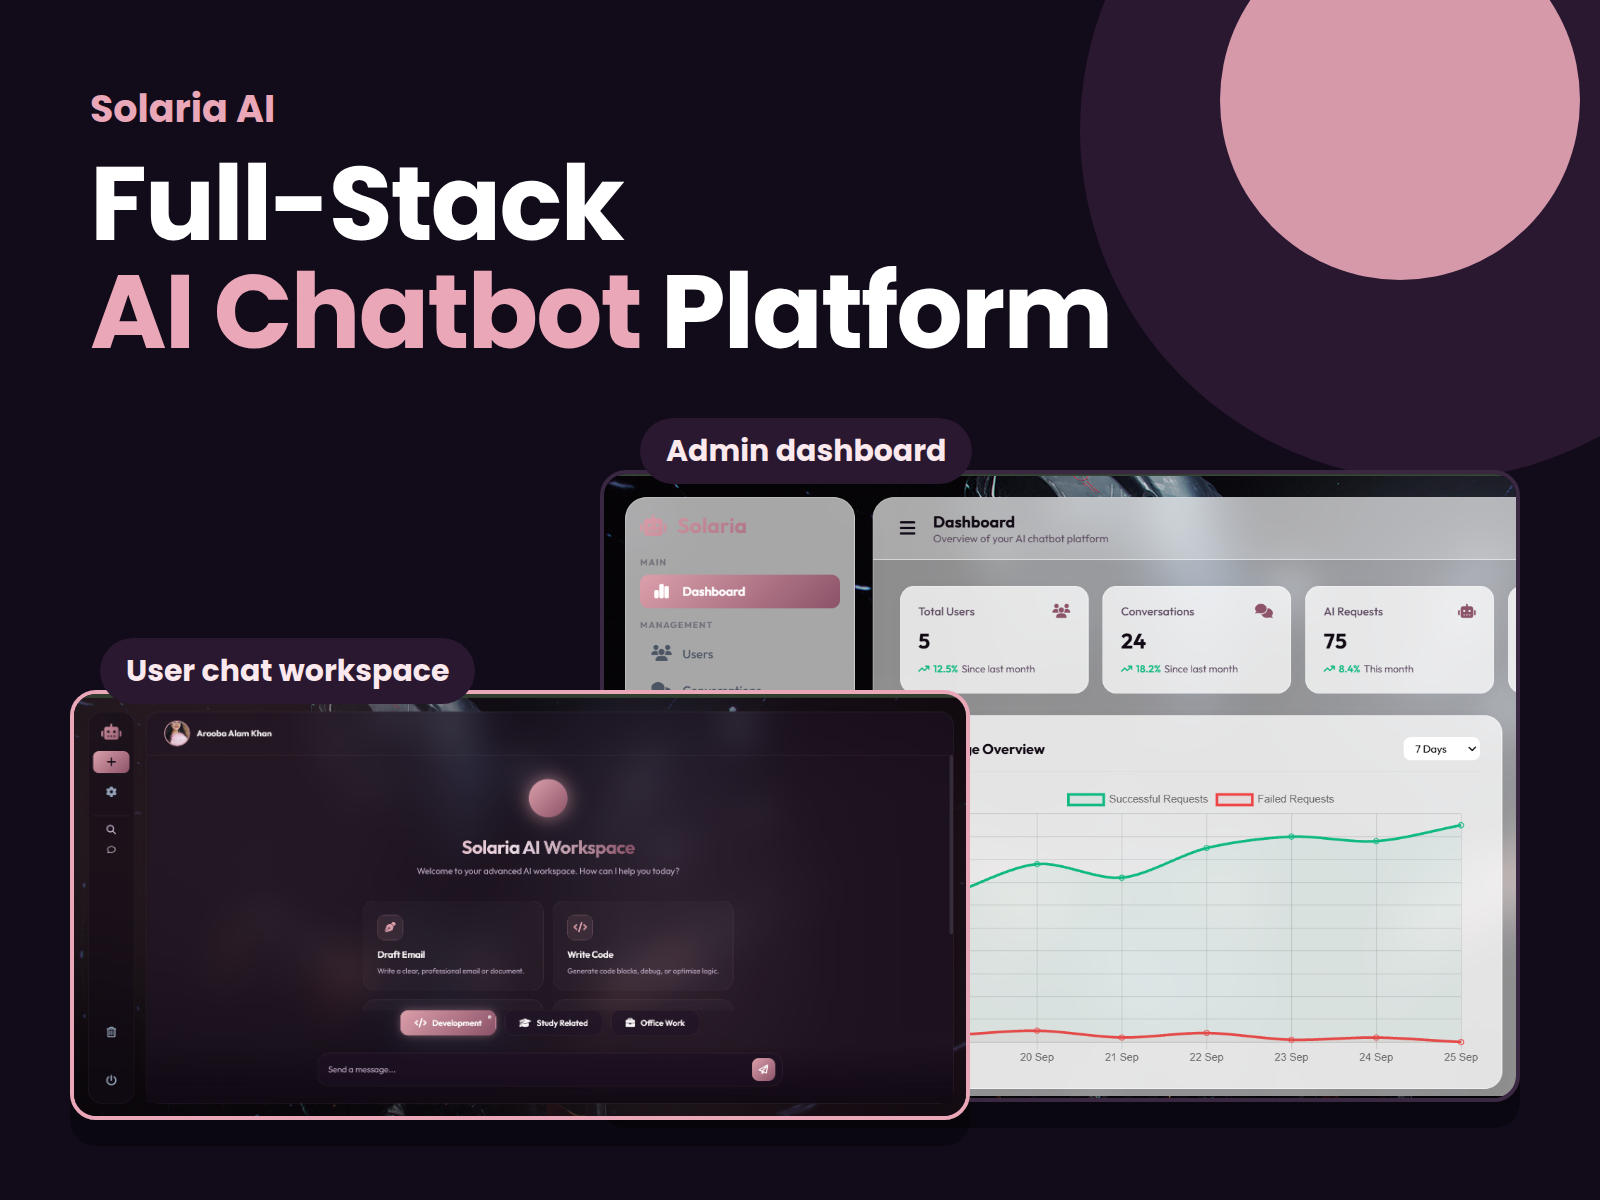 Solaria AI
Full-Stack
AI Chatbot Platform
Admin dashboard
Solaria
MAIN
Dashboard
MANAGEMENT
Users
Conversations
Dashboard
Overview of your AI chatbot platform
Total Users
5
12.5% Since last month
Conversations
24
18.2% Since last month
AI Requests
75
8.4% This month
Overview
7 Days
Successful Requests
Failed Requests
20 Sep
21 Sep
22 Sep
23 Sep
24 Sep
25 Sep
User chat workspace
Arooba Alam Khan
Solaria AI Workspace
Welcome to your advanced AI workspace. How can I help you today?
Draft Email
Write a clear, professional email or document.
Write Code
Generate code blocks, debug, or optimize logic.
Development
Study Related
Office Work
Send a message...